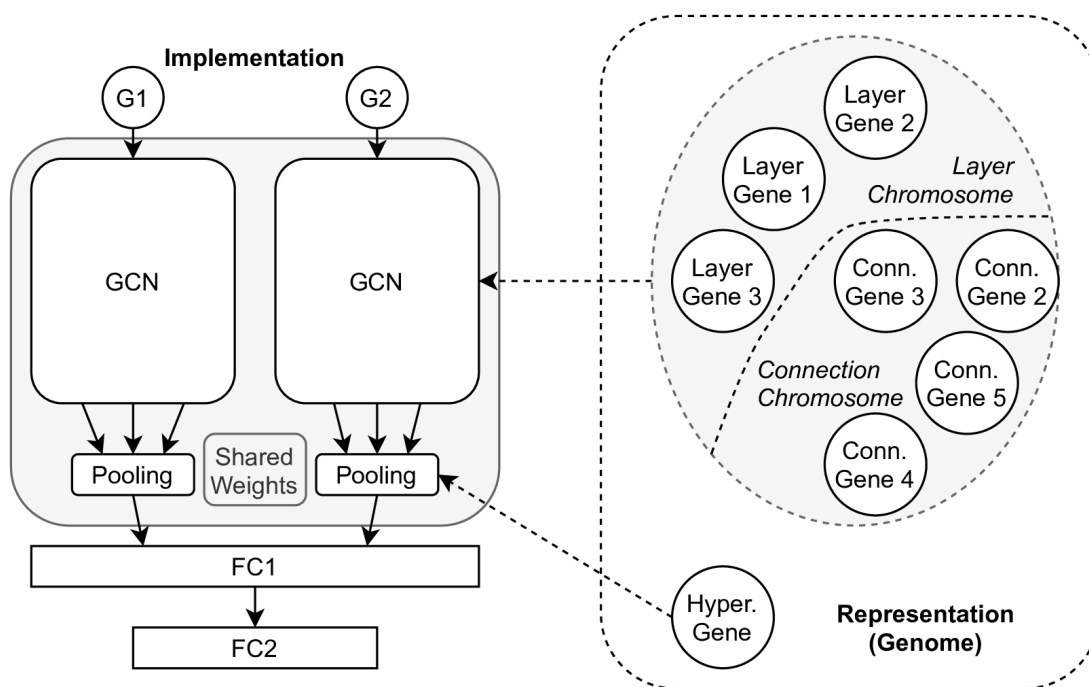 Implementation
G1
G2
GCN
GCN
Pooling
Shared
Weights
Pooling
FC1
FC2
Layer
Gene 2
Layer
Gene 1
Layer
Chromosome
Layer
Gene 3
Conn.
Gene 3
Conn.
Gene 2
Connection
Chromosome
Conn.
Gene 5
Conn.
Gene 4
Hyper.
Gene
Representation
(Genome)